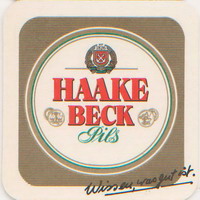 HAAKE
BECK
Pils
Wissen, was gut ist.